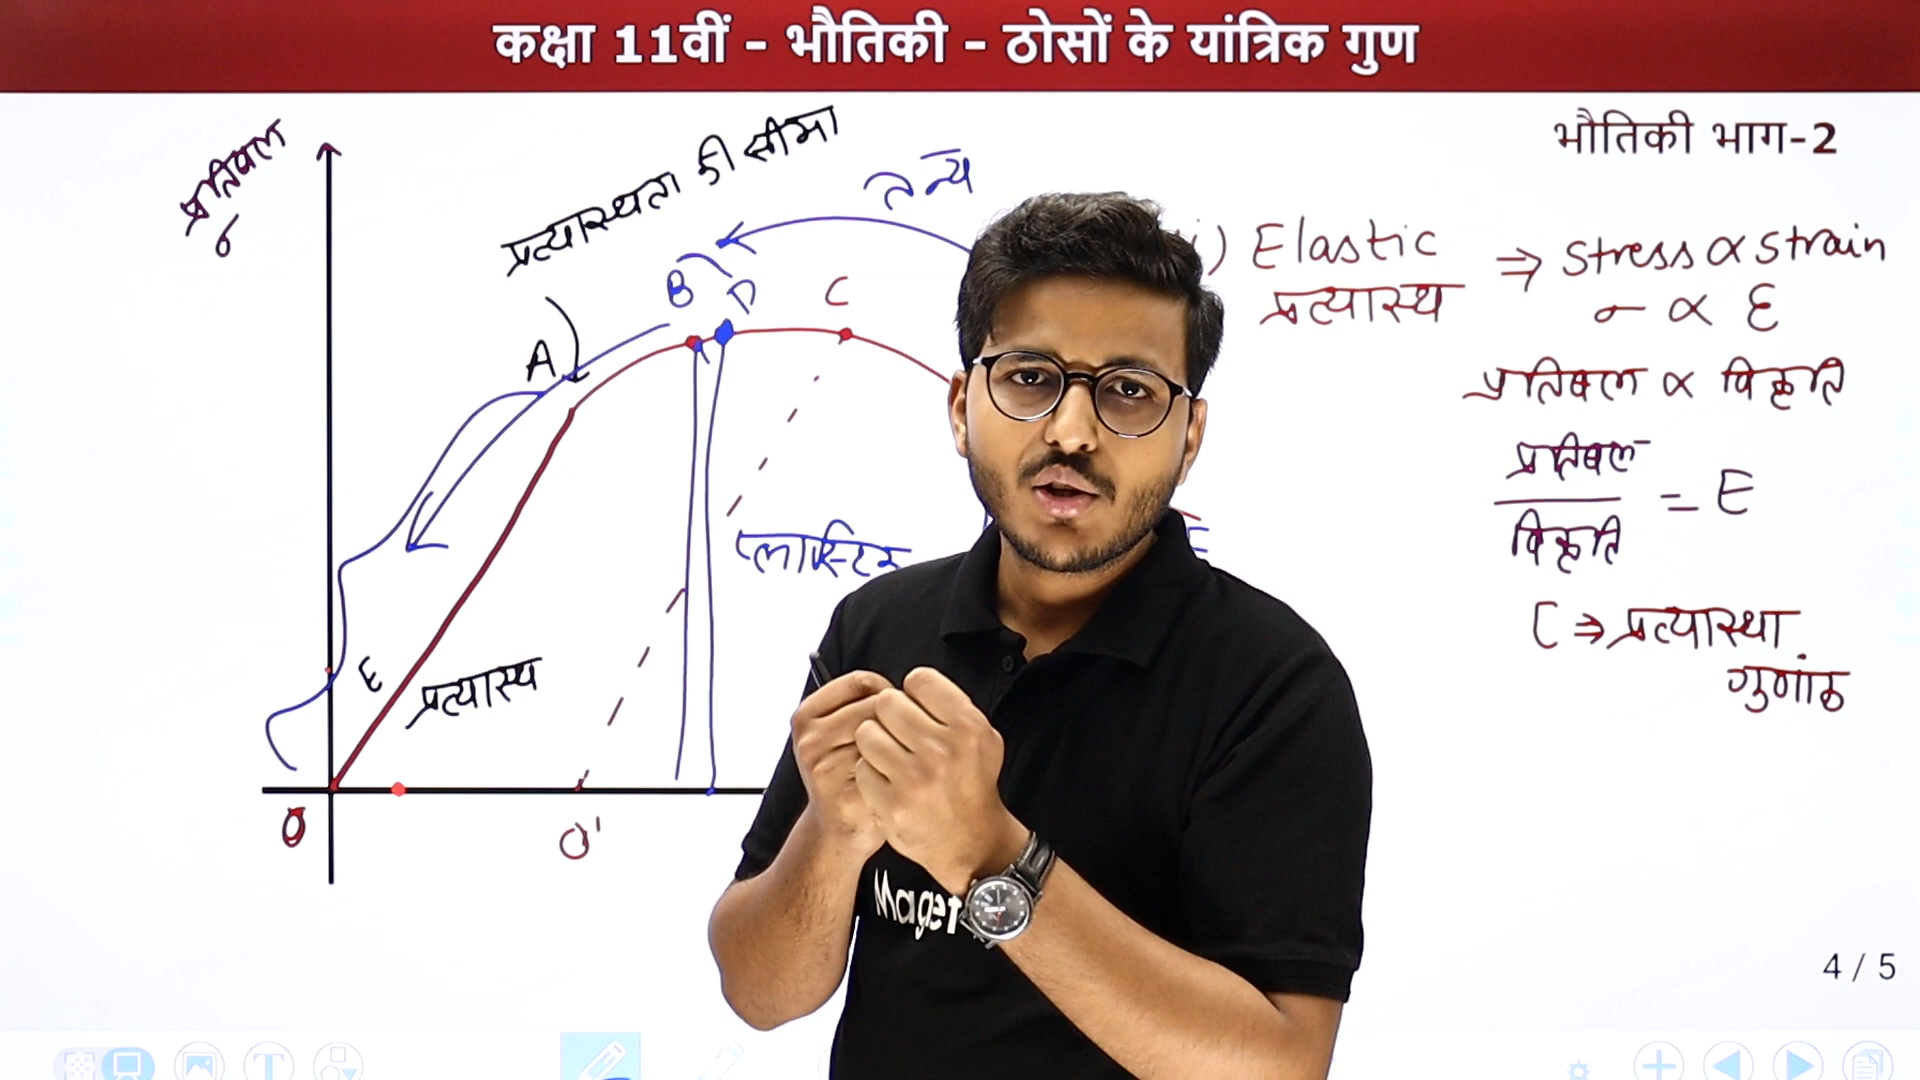 कक्षा 11वीं - भौतिकी - ठोसों के यांत्रिक गुण
भौतिकी भाग-2
प्रतिबल
σ
प्रत्यास्थता की सीमा
तन्य
A
B
D
C
i) Elastic ⇒ Stress ∝ strain
प्रत्यास्थ
σ ∝ ε
प्रतिबल ∝ विकृति
प्रतिबल
विकृति
= E
प्लास्टिक
E
E
प्रत्यास्थ
C ⇒ प्रत्यास्था
गुणांक
O
O'
Maget
4 / 5
T